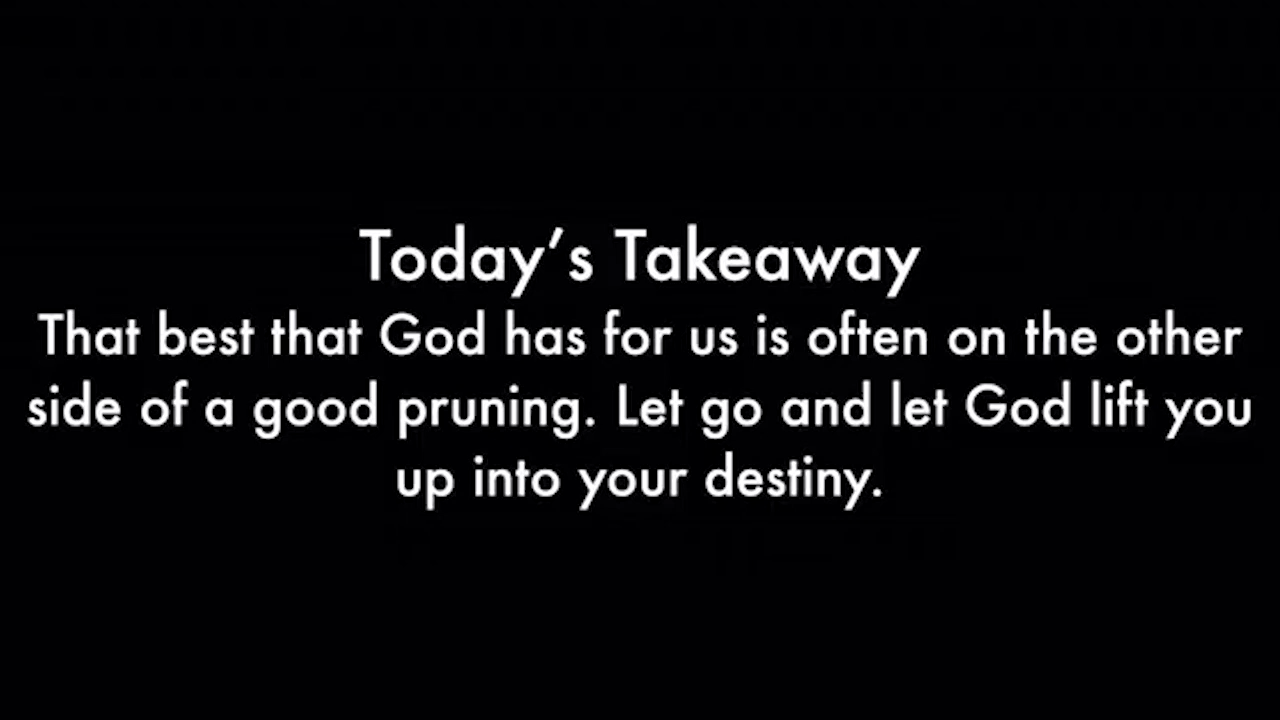 Today’s Takeaway
That best that God has for us is often on the other
side of a good pruning. Let go and let God lift you
up into your destiny.